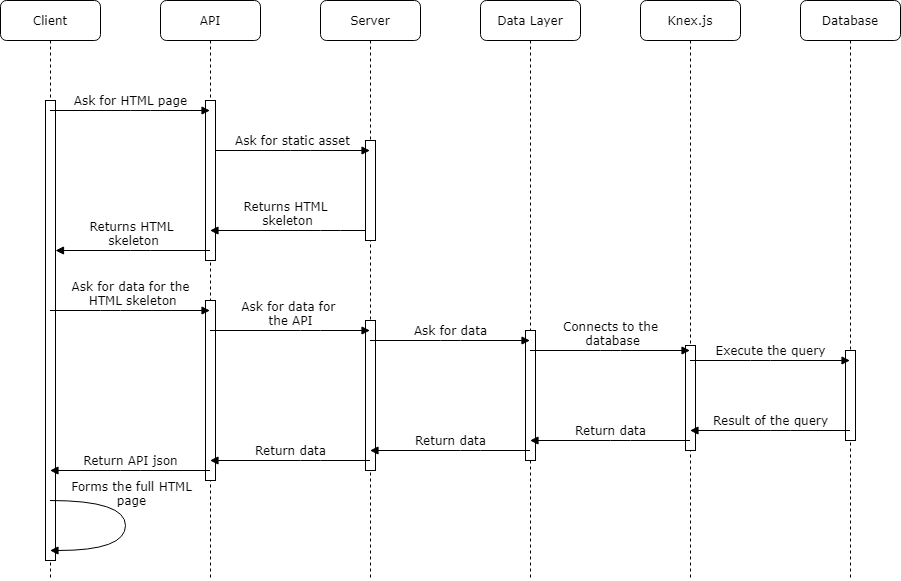 Client
API
Server
Data Layer
Knex.js
Database
Ask for HTML page
Ask for static asset
Returns HTML
skeleton
Returns HTML
skeleton
Ask for data for the
HTML skeleton
Ask for data for
the API
Ask for data
Connects to the
database
Execute the query
Result of the query
Return data
Return data
Return data
Return API json
Forms the full HTML
page